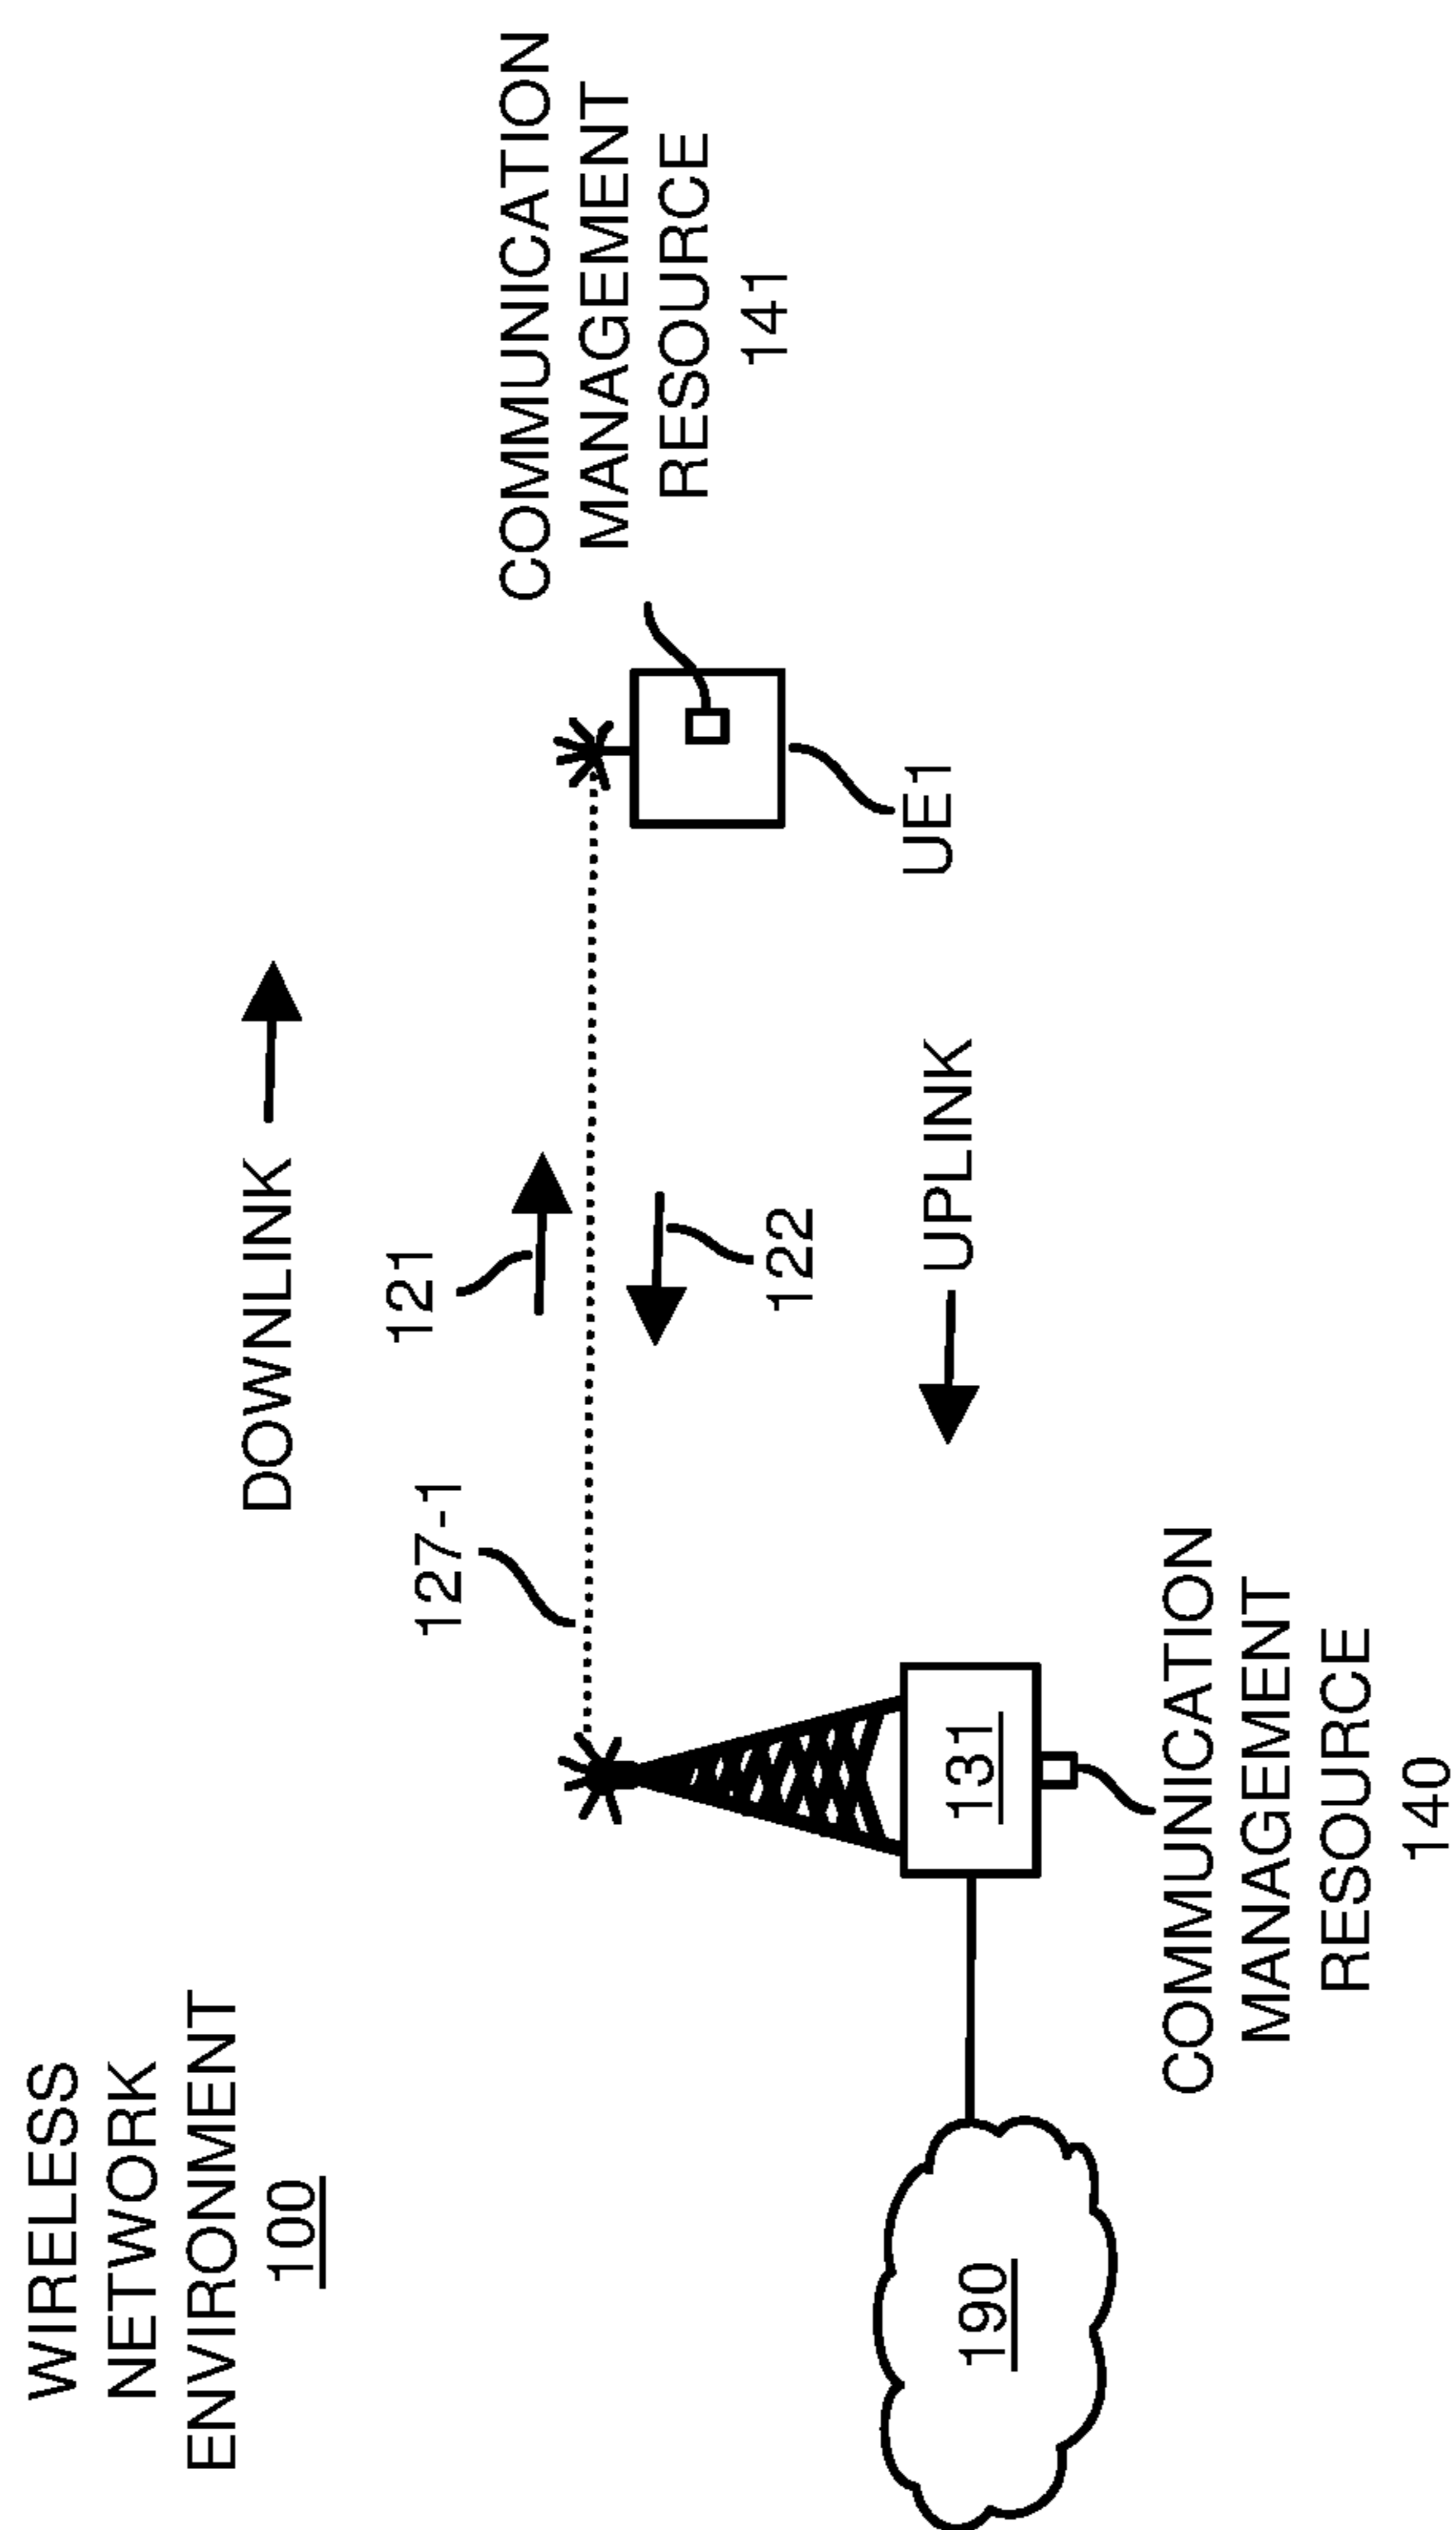 WIRELESS
NETWORK
ENVIRONMENT
100
DOWNLINK
121
127-1
122
UPLINK
COMMUNICATION
MANAGEMENT
RESOURCE
141
UE1
131
190
COMMUNICATION
MANAGEMENT
RESOURCE
140